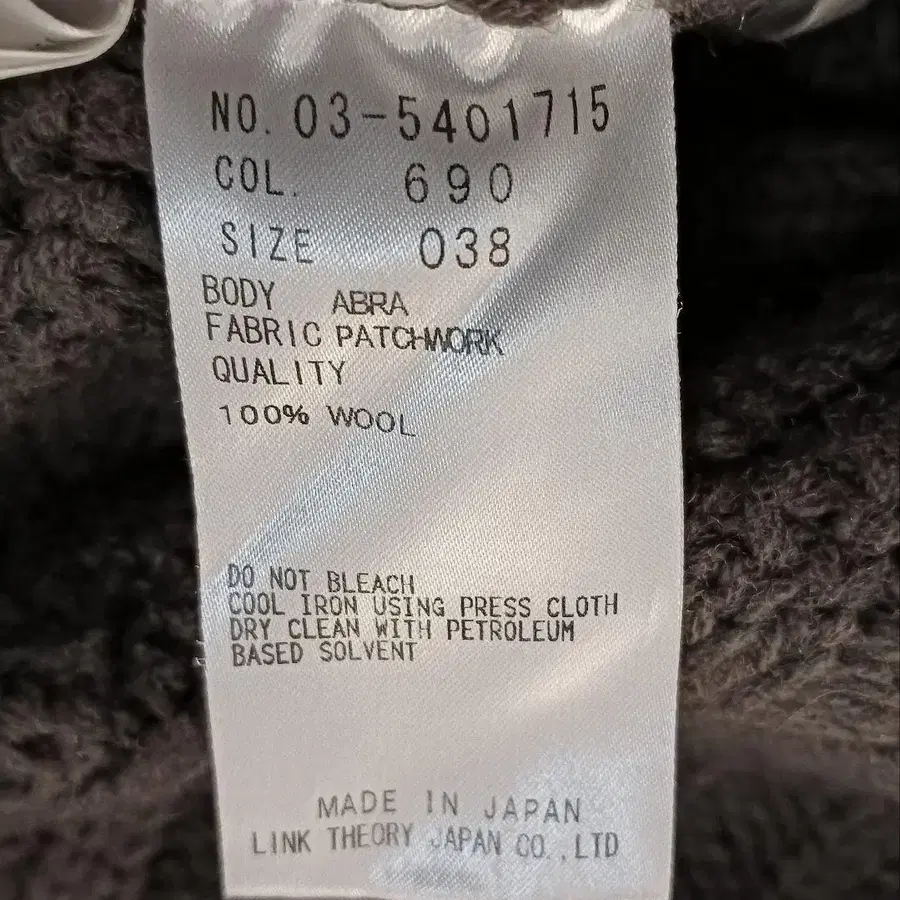 NO. 03-5401715
COL. 690
SIZE 038
BODY ABRA
FABRIC PATCHWORK
QUALITY
100% WOOL
DO NOT BLEACH
COOL IRON USING PRESS CLOTH
DRY CLEAN WITH PETROLEUM
BASED SOLVENT
MADE IN JAPAN
LINK THEORY JAPAN CO.,LTD